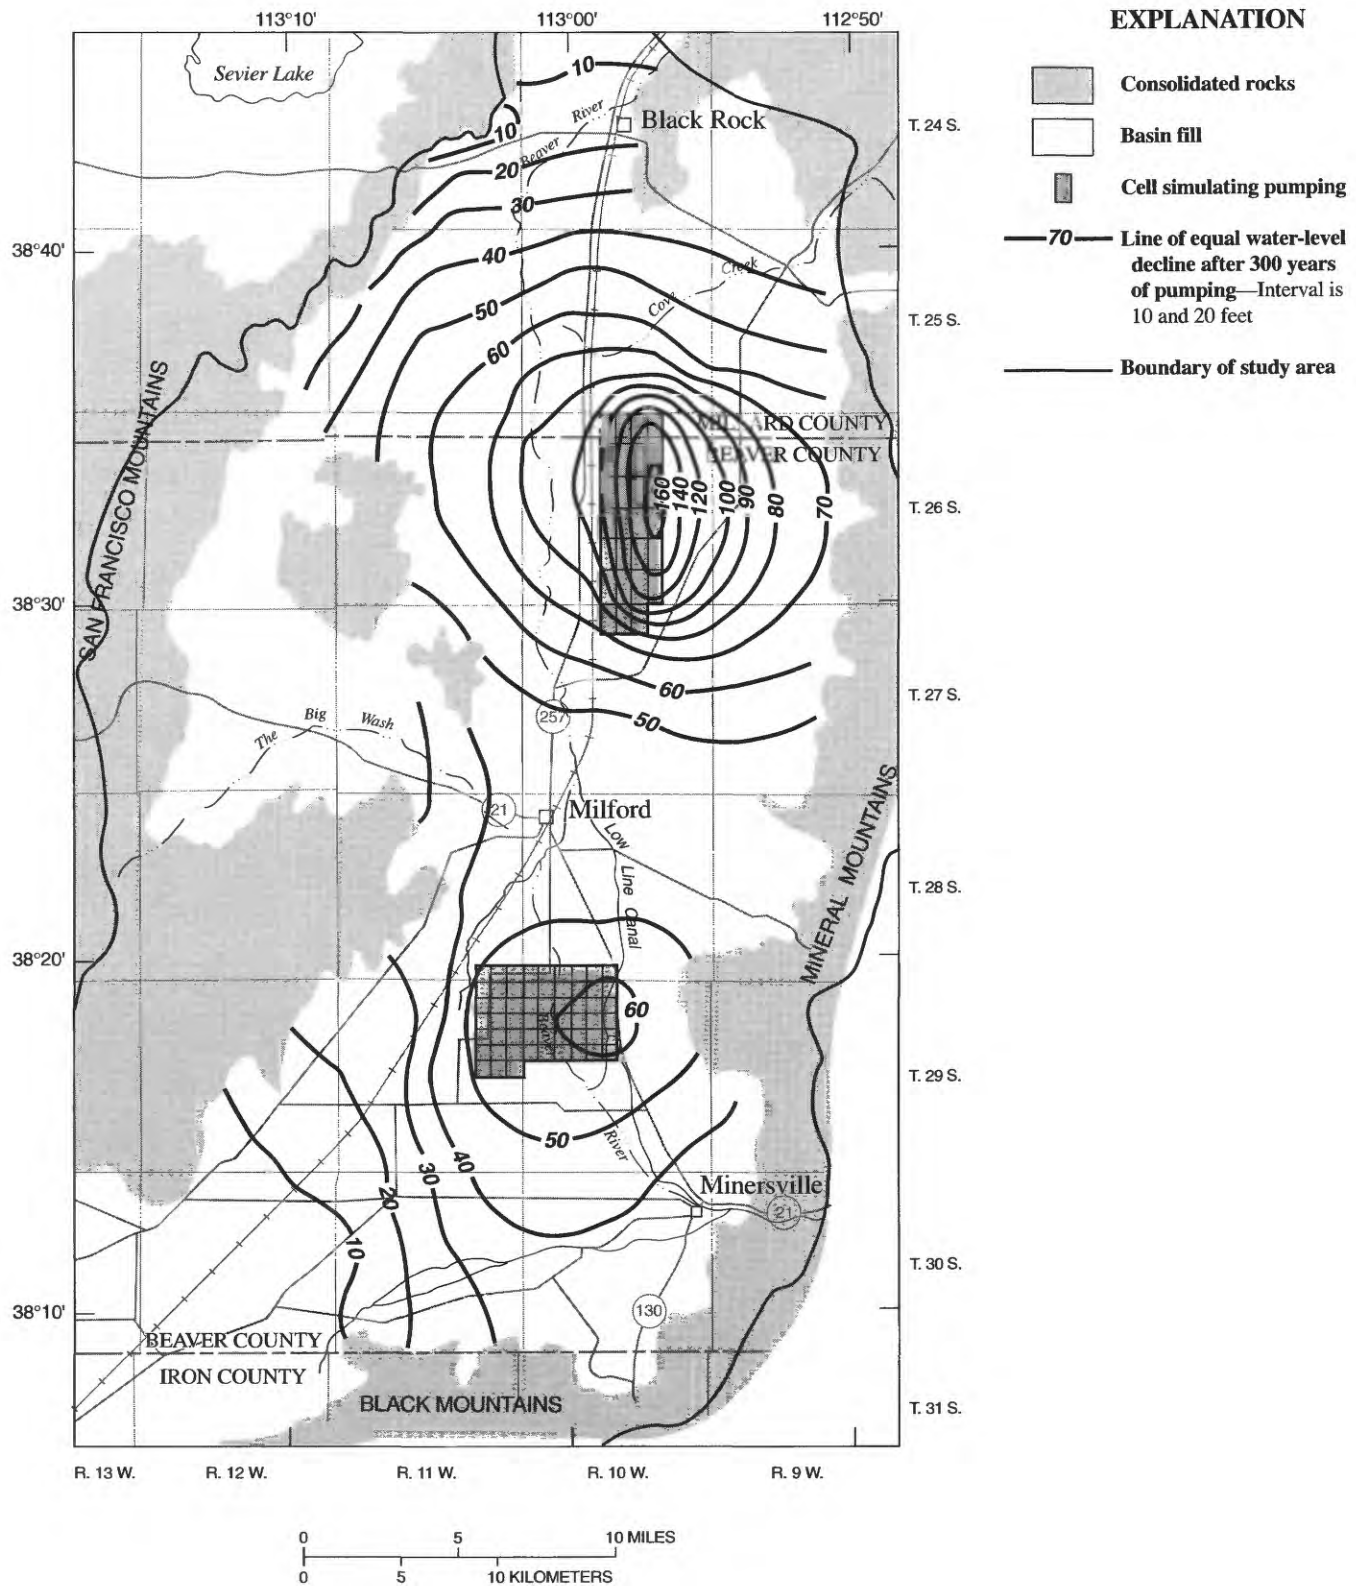 113°10'
113°00'
112°50'
EXPLANATION
Sevier Lake
10
River
Black Rock
T. 24 S.
Consolidated rocks
Basin fill
10
Beaver
20
Cell simulating pumping
30
38°40'
40
Creek
70
Line of equal water-level
decline after 300 years
of pumping—Interval is
10 and 20 feet
50
Cove
T. 25 S.
60
Boundary of study area
SAN FRANCISCO MOUNTAINS
MILLARD COUNTY
BEAVER COUNTY
160
140
120
100
90
80
70
T. 26 S.
38°30'
60
T. 27 S.
The Big Wash
257
50
21
Milford
Low Line Canal
MINERAL MOUNTAINS
T. 28 S.
38°20'
60
Beaver
T. 29 S.
50
River
40
30
20
Minersville
21
10
T. 30 S.
38°10'
130
BEAVER COUNTY
IRON COUNTY
BLACK MOUNTAINS
T. 31 S.
R. 13 W.
R. 12 W.
R. 11 W.
R. 10 W.
R. 9 W.
0
5
10 MILES
0
5
10 KILOMETERS